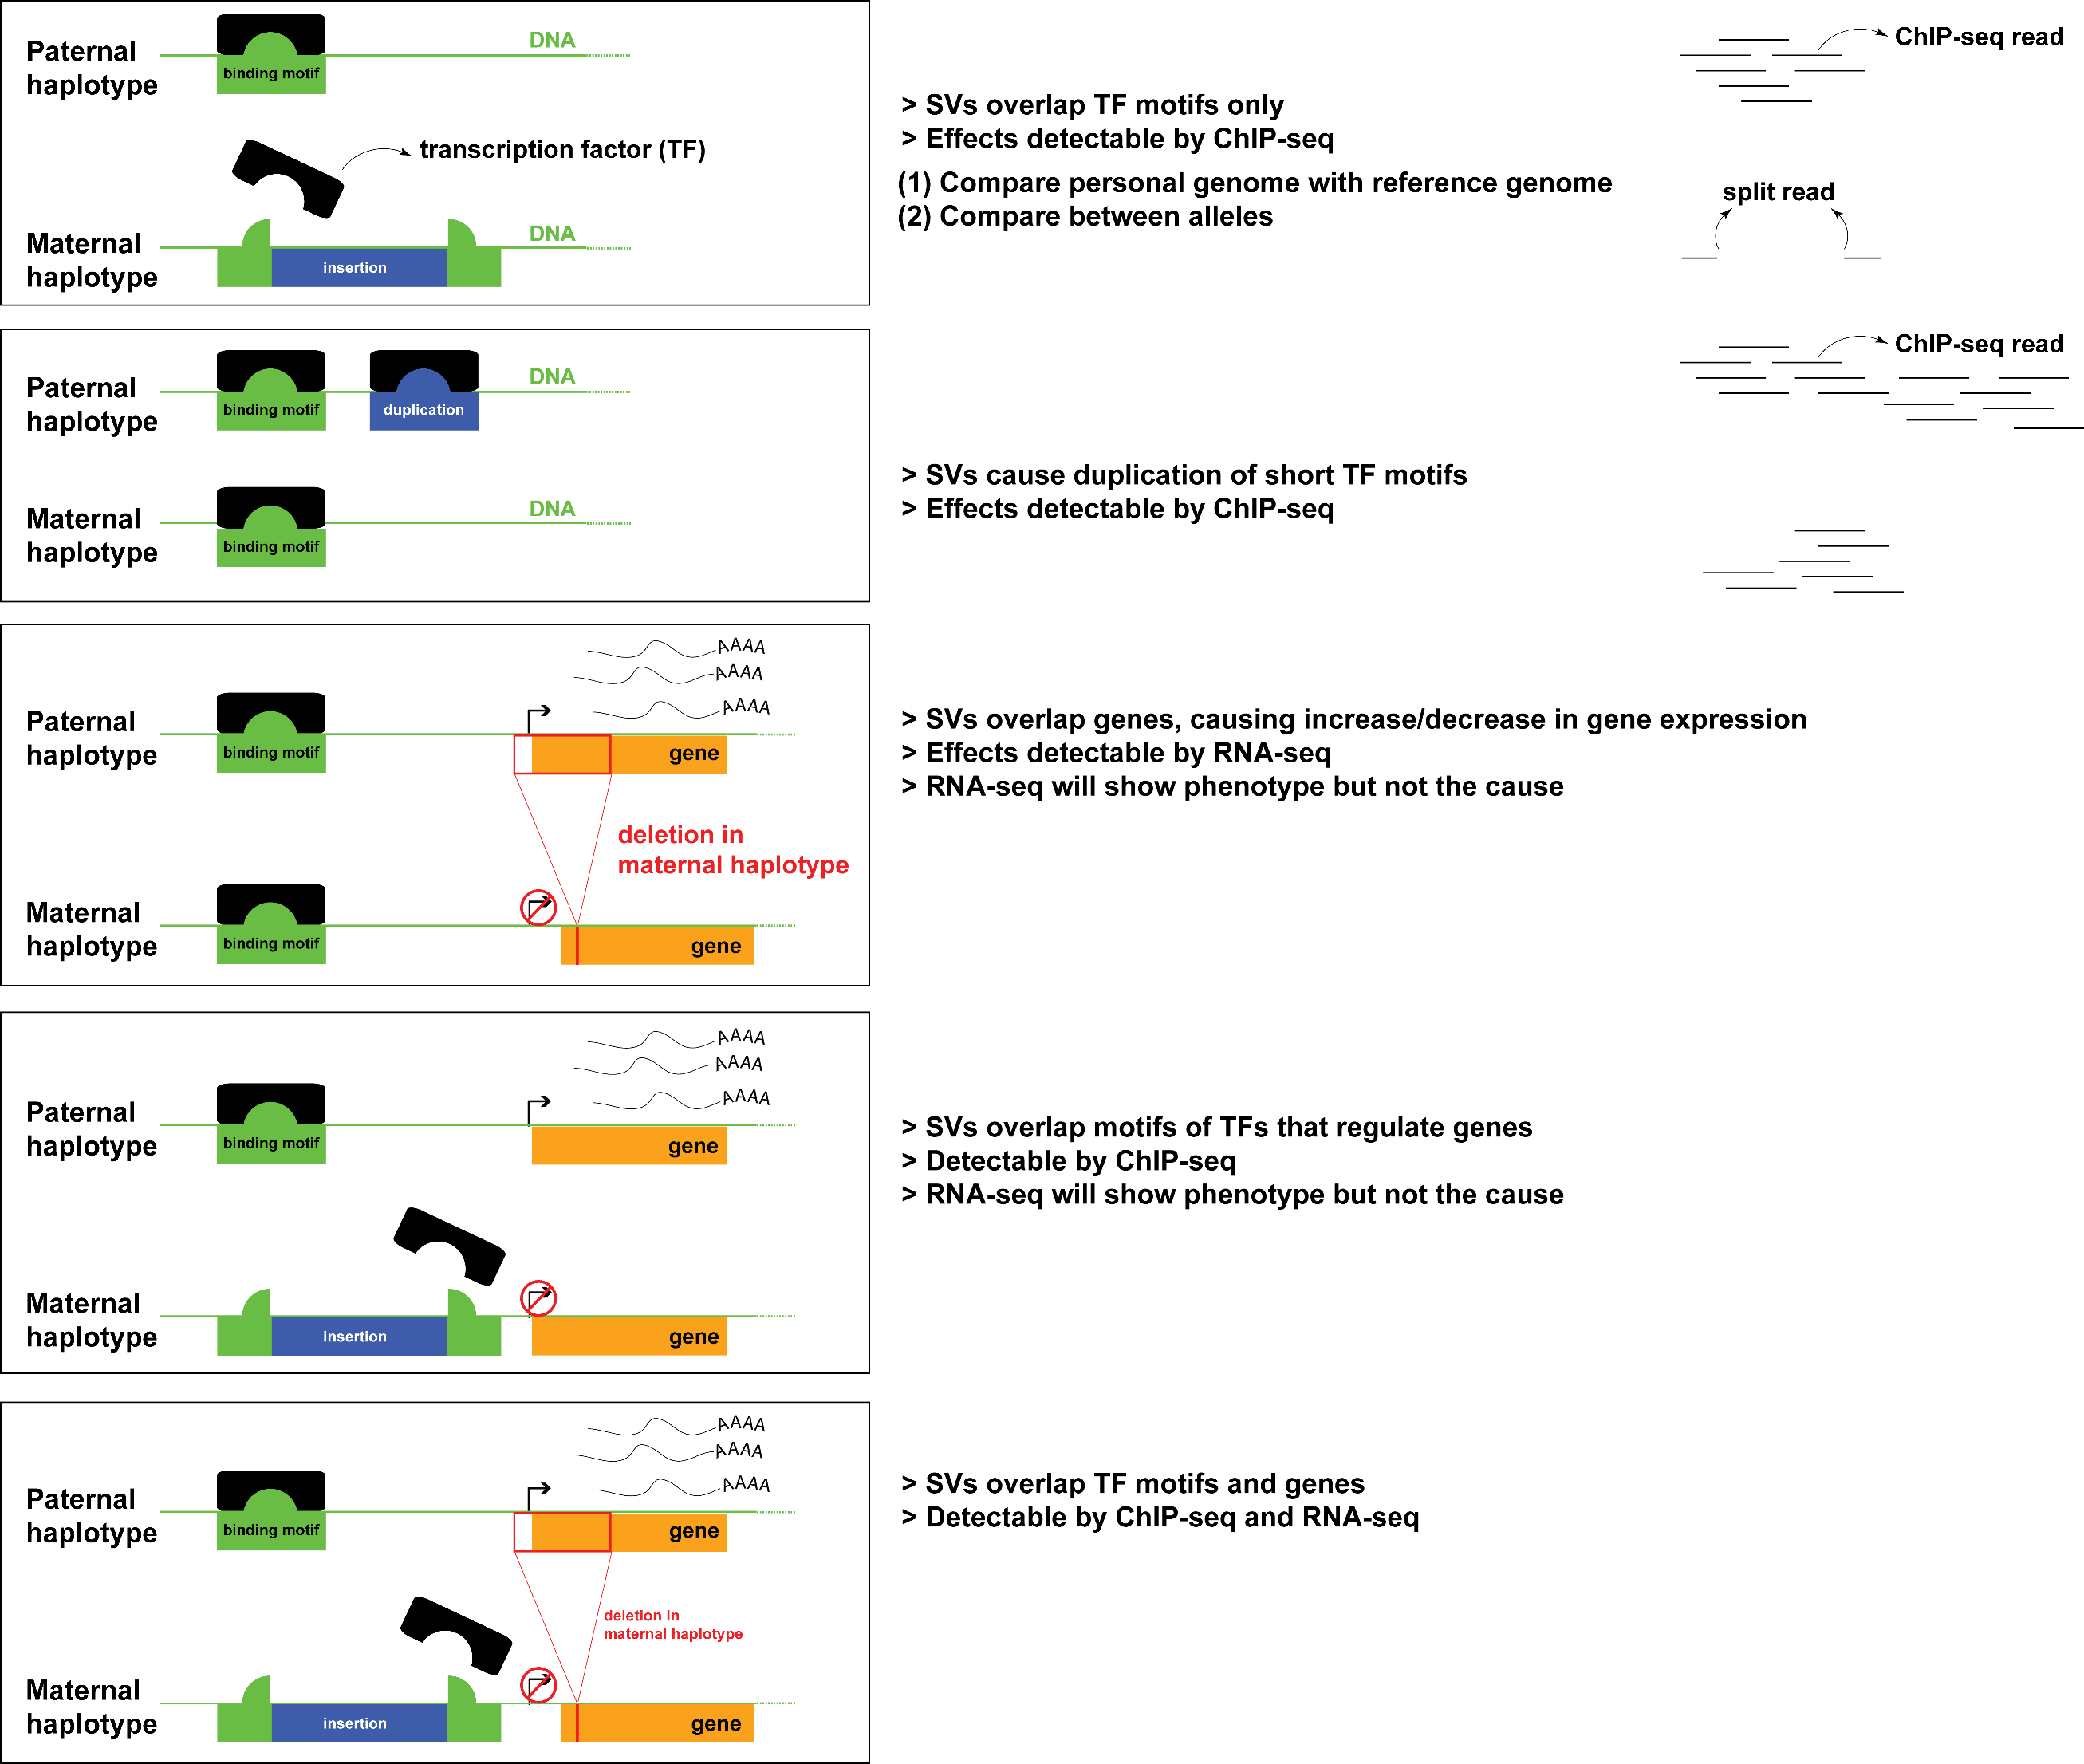 Paternal
haplotype
binding motif
DNA
transcription factor (TF)
Maternal
haplotype
insertion
DNA
> SVs overlap TF motifs only
> Effects detectable by ChIP-seq
(1) Compare personal genome with reference genome
(2) Compare between alleles
ChIP-seq read
split read
Paternal
haplotype
binding motif
duplication
DNA
Maternal
haplotype
binding motif
DNA
> SVs cause duplication of short TF motifs
> Effects detectable by ChIP-seq
ChIP-seq read
Paternal
haplotype
binding motif
AAAA
AAAA
AAAA
gene
deletion in
maternal haplotype
Maternal
haplotype
binding motif
gene
> SVs overlap genes, causing increase/decrease in gene expression
> Effects detectable by RNA-seq
> RNA-seq will show phenotype but not the cause
Paternal
haplotype
binding motif
AAAA
AAAA
AAAA
gene
Maternal
haplotype
insertion
gene
> SVs overlap motifs of TFs that regulate genes
> Detectable by ChIP-seq
> RNA-seq will show phenotype but not the cause
Paternal
haplotype
binding motif
AAAA
AAAA
AAAA
gene
deletion in
maternal haplotype
Maternal
haplotype
insertion
gene
> SVs overlap TF motifs and genes
> Detectable by ChIP-seq and RNA-seq